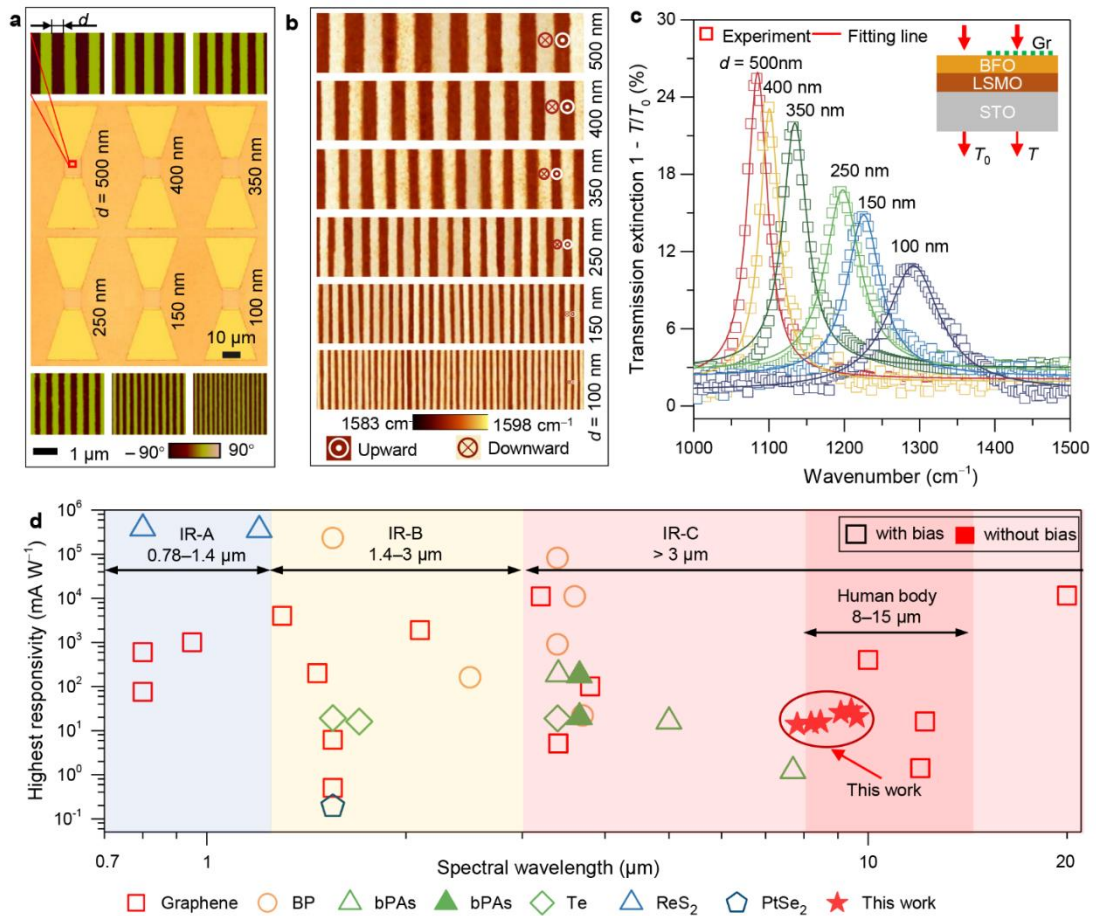 a
d
d = 500 nm
400 nm
350 nm
250 nm
150 nm
100 nm
10 µm
1 µm
– 90°
90°
b
500 nm
400 nm
350 nm
250 nm
150 nm
d = 100 nm
1583 cm⁻¹
1598 cm⁻¹
Upward
Downward
c
Transmission extinction 1 - T/T₀ (%)
30
24
18
12
6
0
Experiment
Fitting line
d = 500nm
400 nm
350 nm
250 nm
150 nm
100 nm
Gr
BFO
LSMO
STO
T₀
T
1000
1100
1200
1300
1400
1500
Wavenumber (cm⁻¹)
d
Highest responsivity (mA W⁻¹)
10⁶
10⁵
10⁴
10³
10²
10¹
10⁰
10⁻¹
IR-A
0.78–1.4 µm
IR-B
1.4–3 µm
IR-C
> 3 µm
with bias
without bias
Human body
8–15 µm
This work
0.7
1
10
20
Spectral wavelength (µm)
Graphene
BP
bPAs
bPAs
Te
ReS₂
PtSe₂
This work